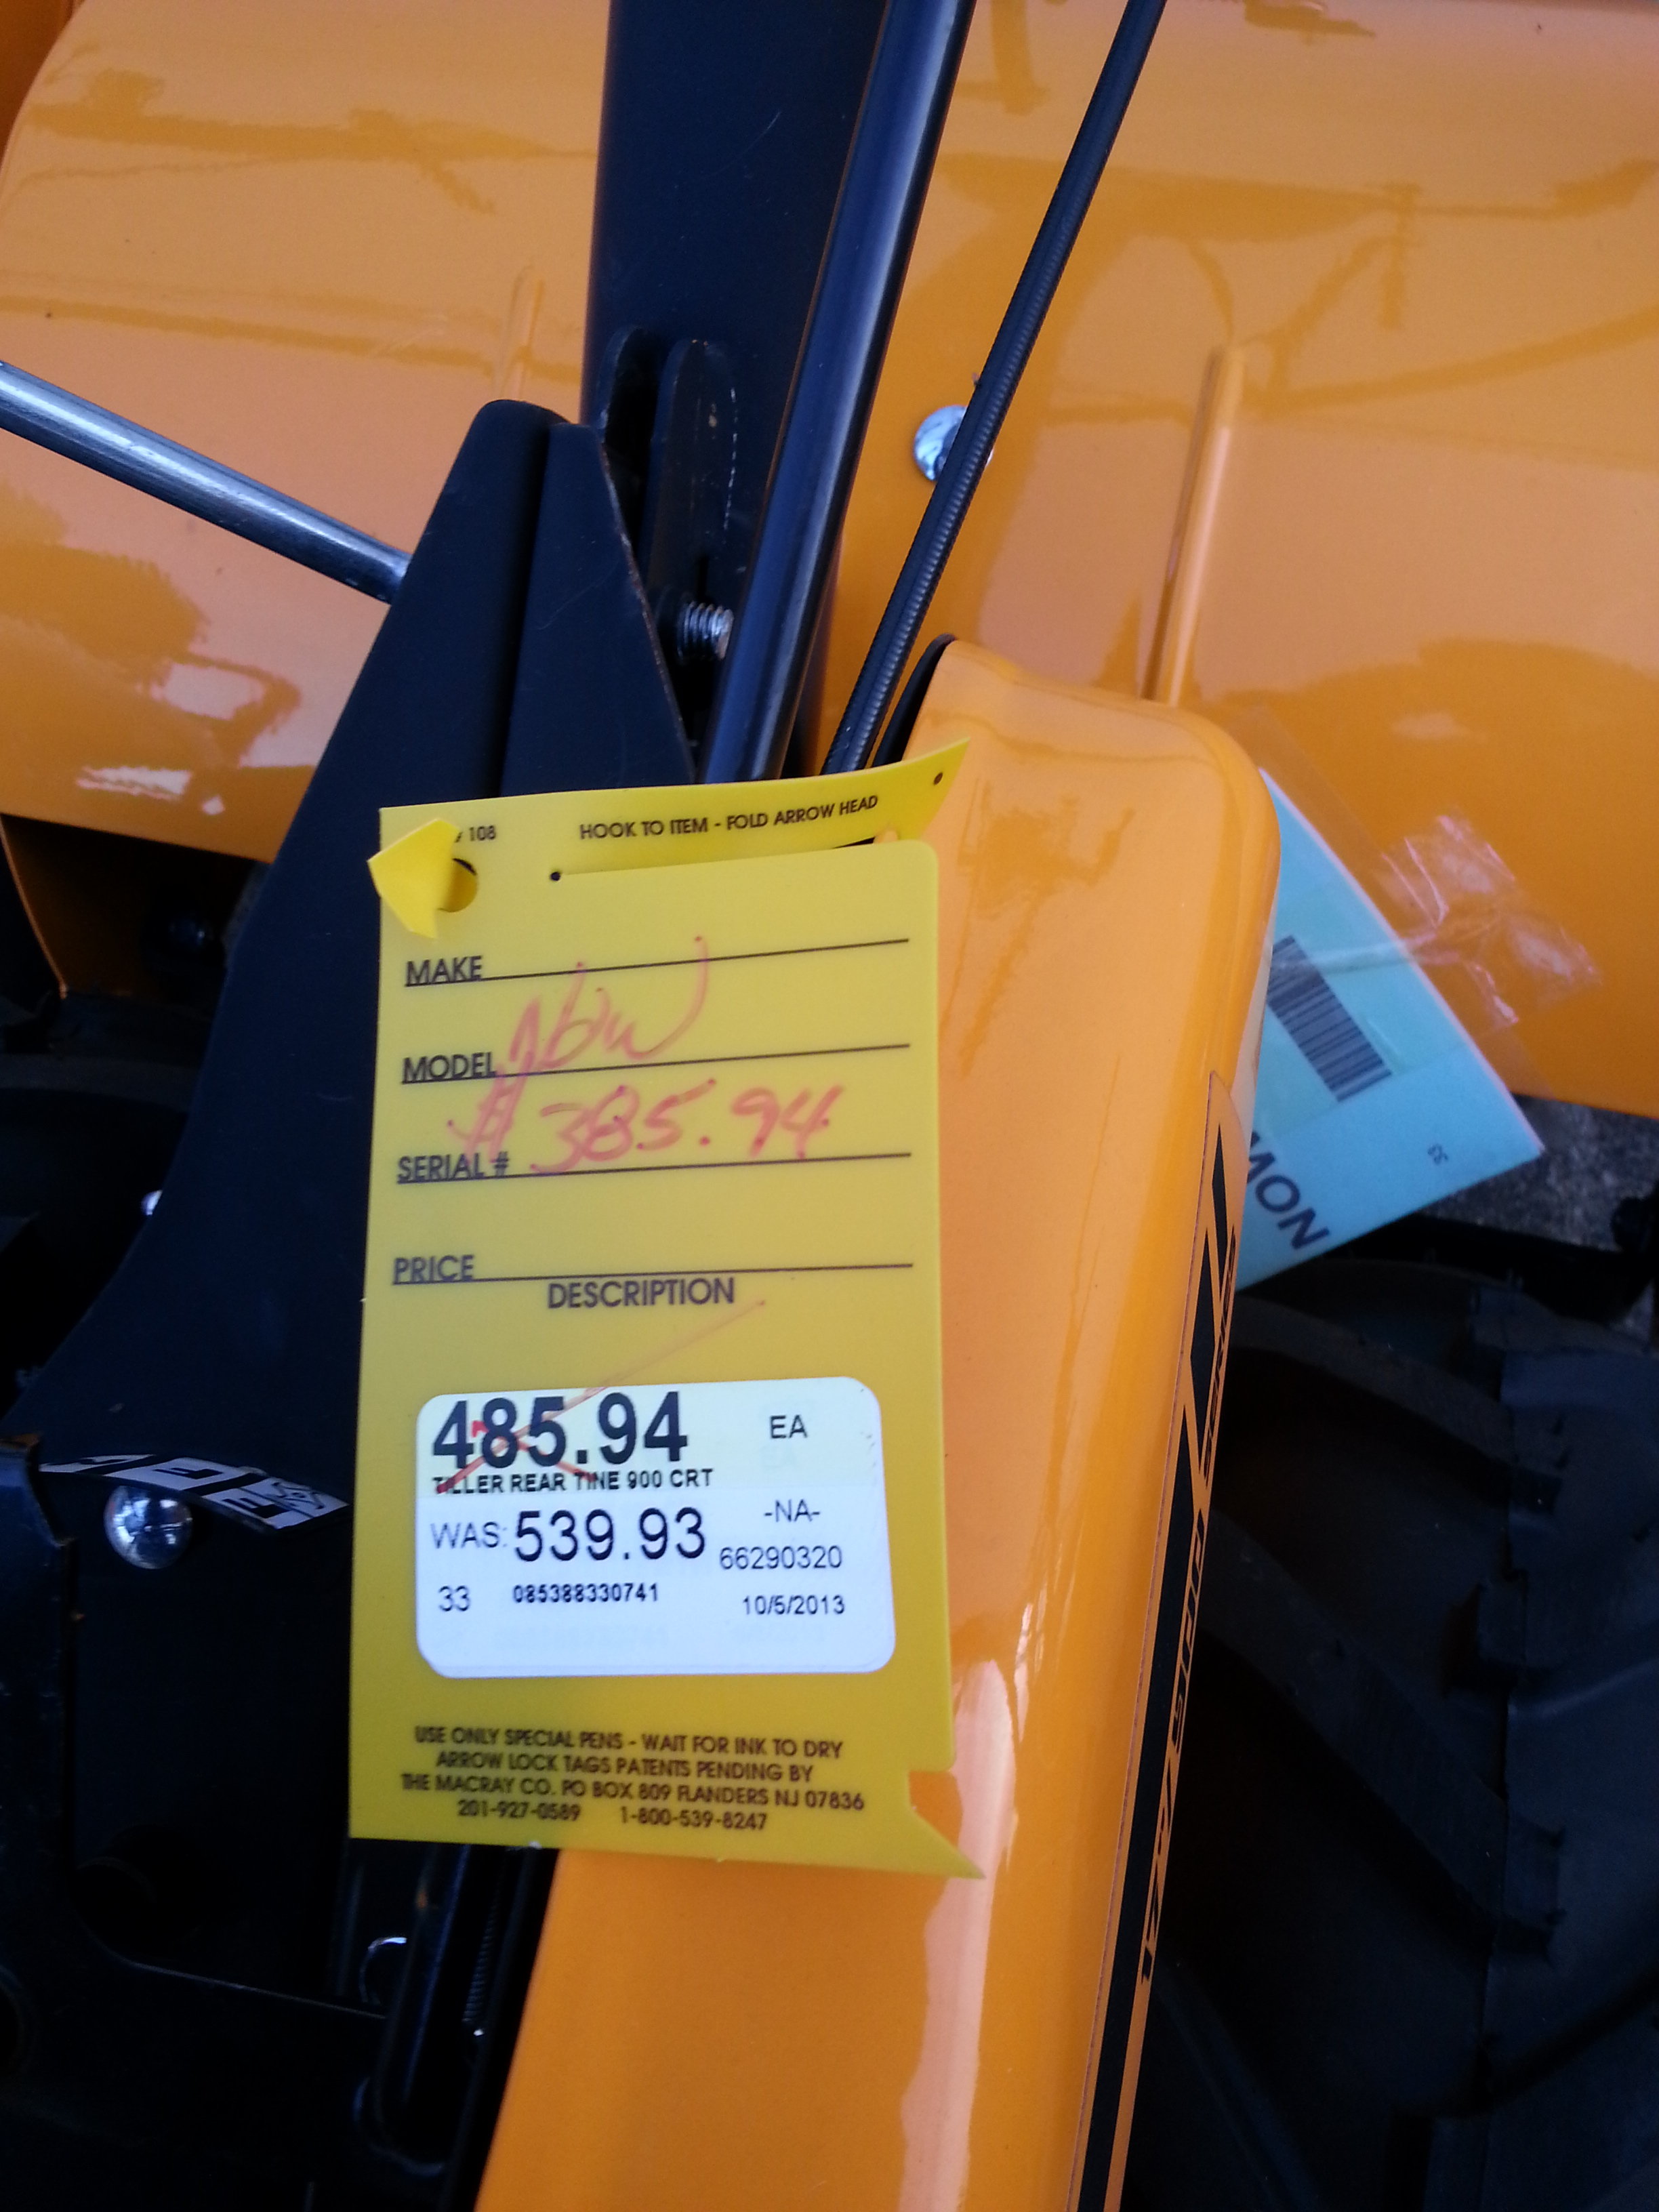 108
HOOK TO ITEM - FOLD ARROW HEAD
MAKE
Now
MODEL
$385.94
SERIAL #
PRICE
DESCRIPTION
485.94 EA
TILLER REAR TINE 900 CRT
WAS: 539.93 -NA-
66290320
33 085388330741 10/5/2013
USE ONLY SPECIAL PENS - WAIT FOR INK TO DRY
ARROW LOCK TAGS PATENTS PENDING BY
THE MACRAY CO. PO BOX 809 FLANDERS NJ 07836
201-927-0589 1-800-539-8247
MON
33